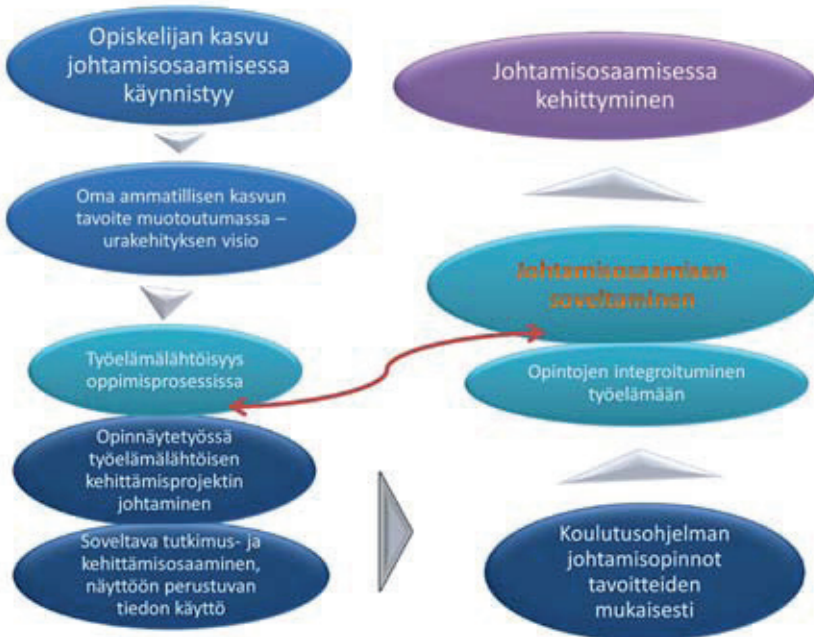 Opiskelijan kasvu
johtamisosaamisessa
käynnistyy
Oma ammatillisen kasvun
tavoite muotoutumassa –
urakehityksen visio
Työelämälähtöisyys
oppimisprosessissa
Opinnäytetyössä
työelämälähtöisen
kehittämisprojektin
johtaminen
Soveltava tutkimus- ja
kehittämisosaaminen,
näyttöön perustuvan
tiedon käyttö
Johtamisosaamisessa
kehittyminen
Johtamisosaamisen
soveltaminen
Opintojen integroituminen
työelämään
Koulutusohjelman
johtamisopinnot
tavoitteiden
mukaisesti